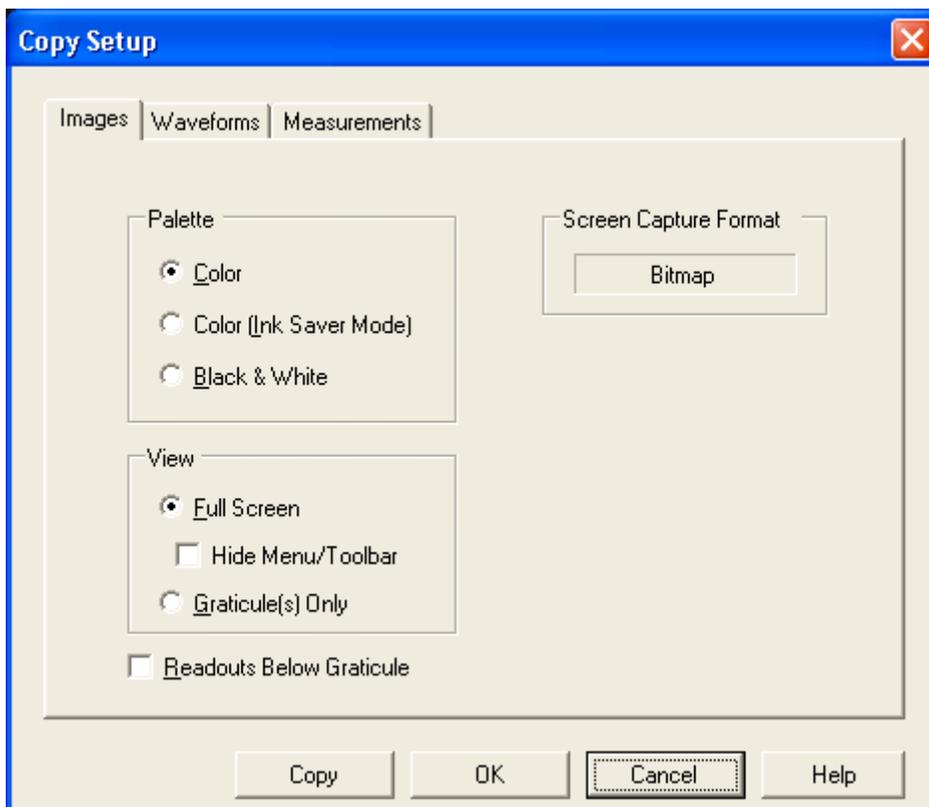 Copy Setup
Images Waveforms Measurements
Palette
Color
Color (Ink Saver Mode)
Black & White
Screen Capture Format
Bitmap
View
Full Screen
Hide Menu/Toolbar
Graticule(s) Only
Readouts Below Graticule
Copy OK Cancel Help